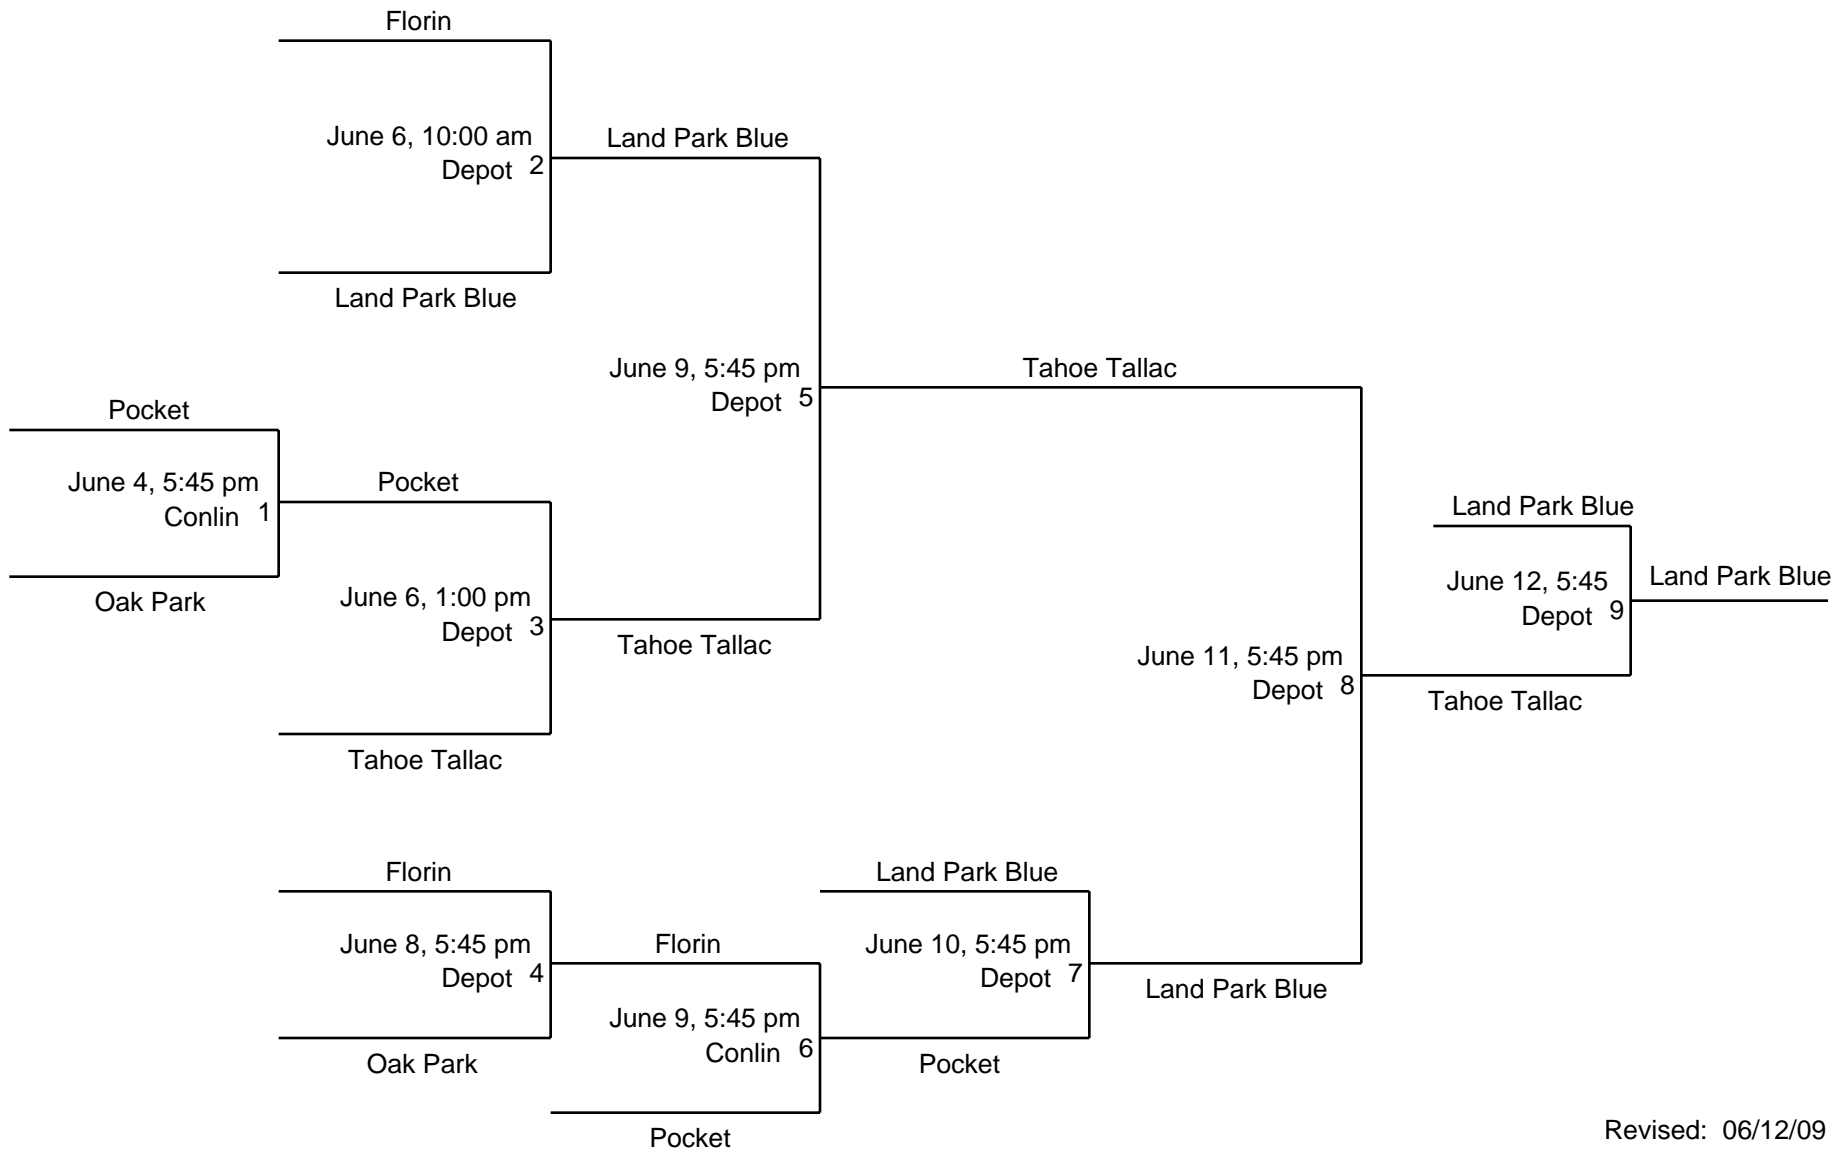 Florin
June 6, 10:00 am
Depot 2
Land Park Blue
Land Park Blue
June 9, 5:45 pm
Depot 5
Tahoe Tallac
Pocket
June 4, 5:45 pm
Conlin 1
Oak Park
Pocket
June 6, 1:00 pm
Depot 3
Tahoe Tallac
Tahoe Tallac
Land Park Blue
June 12, 5:45
Depot 9
Land Park Blue
June 11, 5:45 pm
Depot 8
Tahoe Tallac
Florin
June 8, 5:45 pm
Depot 4
Oak Park
Florin
June 9, 5:45 pm
Conlin 6
Pocket
Land Park Blue
June 10, 5:45 pm
Depot 7
Pocket
Land Park Blue
Revised: 06/12/09